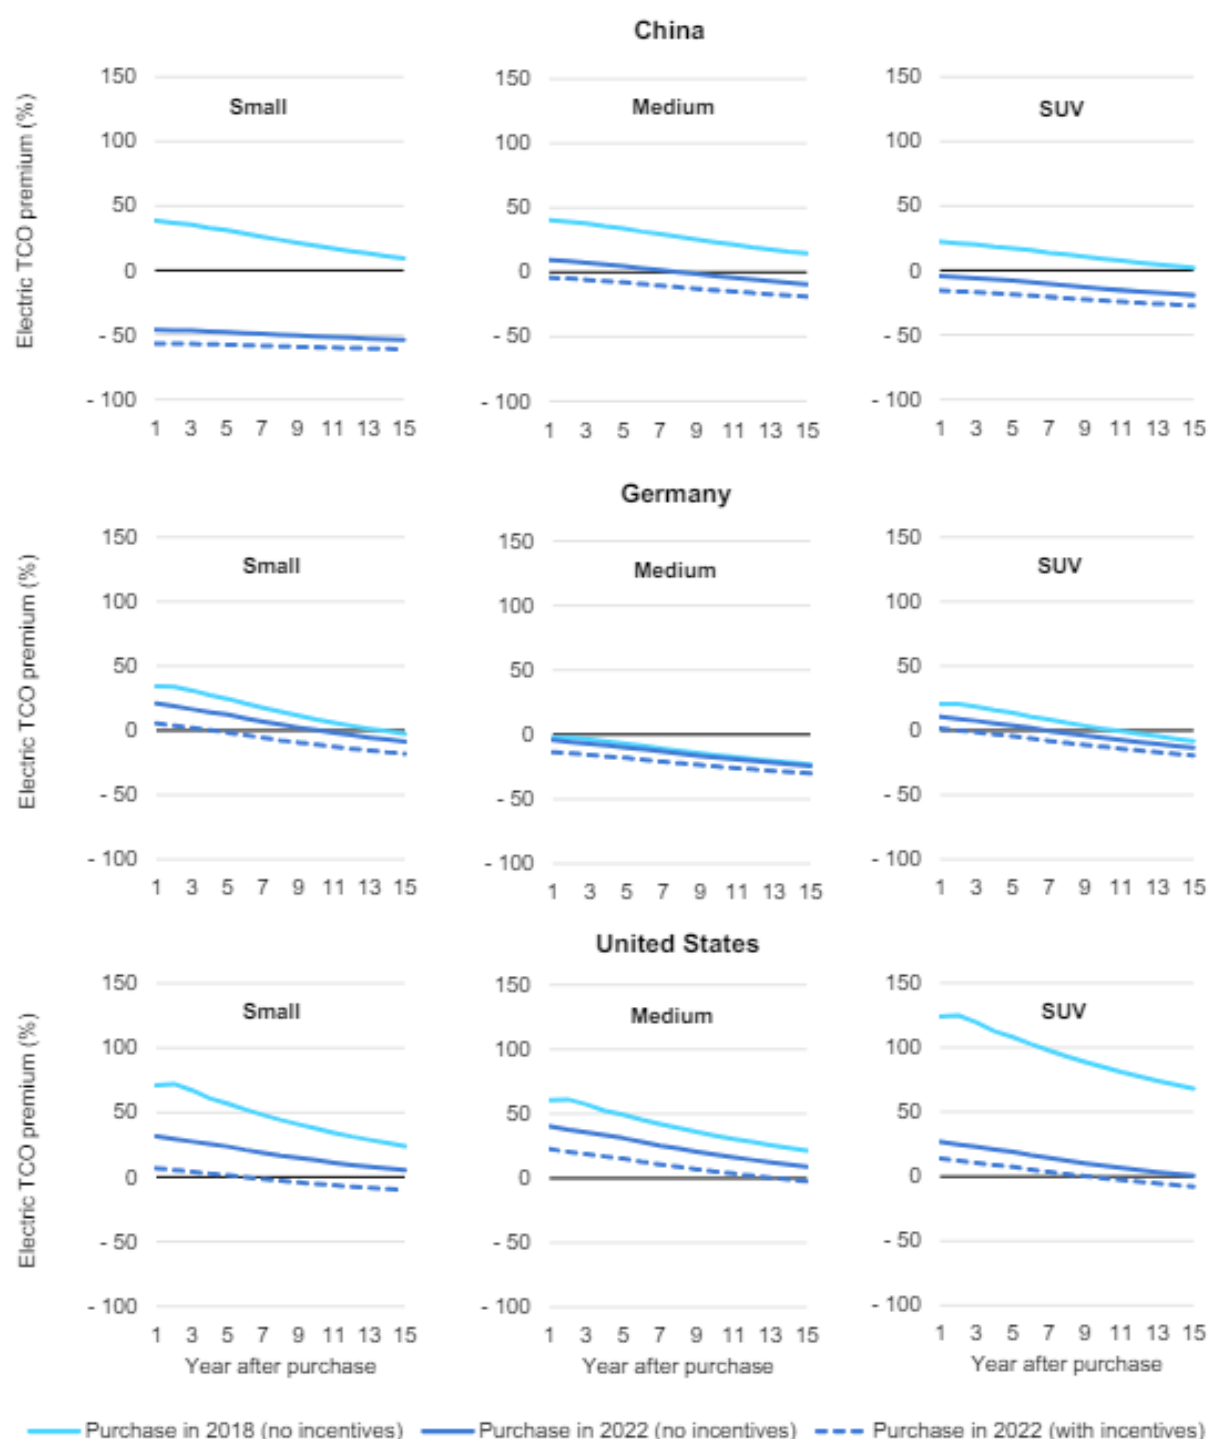 China
Electric TCO premium (%)
150
100
50
0
- 50
- 100
Small
1 3 5 7 9 11 13 15
150
100
50
0
- 50
- 100
Medium
1 3 5 7 9 11 13 15
150
100
50
0
- 50
- 100
SUV
1 3 5 7 9 11 13 15
Germany
Electric TCO premium (%)
150
100
50
0
- 50
- 100
Small
1 3 5 7 9 11 13 15
150
100
50
0
- 50
- 100
Medium
1 3 5 7 9 11 13 15
150
100
50
0
- 50
- 100
SUV
1 3 5 7 9 11 13 15
United States
Electric TCO premium (%)
150
100
50
0
- 50
- 100
Small
1 3 5 7 9 11 13 15
Year after purchase
150
100
50
0
- 50
- 100
Medium
1 3 5 7 9 11 13 15
Year after purchase
150
100
50
0
- 50
- 100
SUV
1 3 5 7 9 11 13 15
Year after purchase
Purchase in 2018 (no incentives)
Purchase in 2022 (no incentives)
Purchase in 2022 (with incentives)